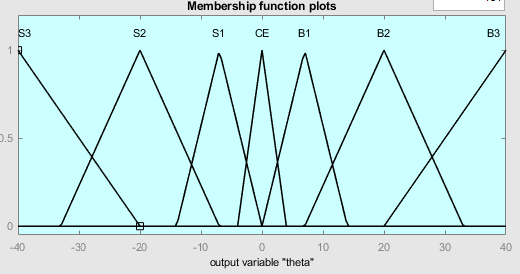 Membership function plots
S3 S2 S1 CE B1 B2 B3
1
0.5
0
-40 -30 -20 -10 0 10 20 30 40
output variable "theta"